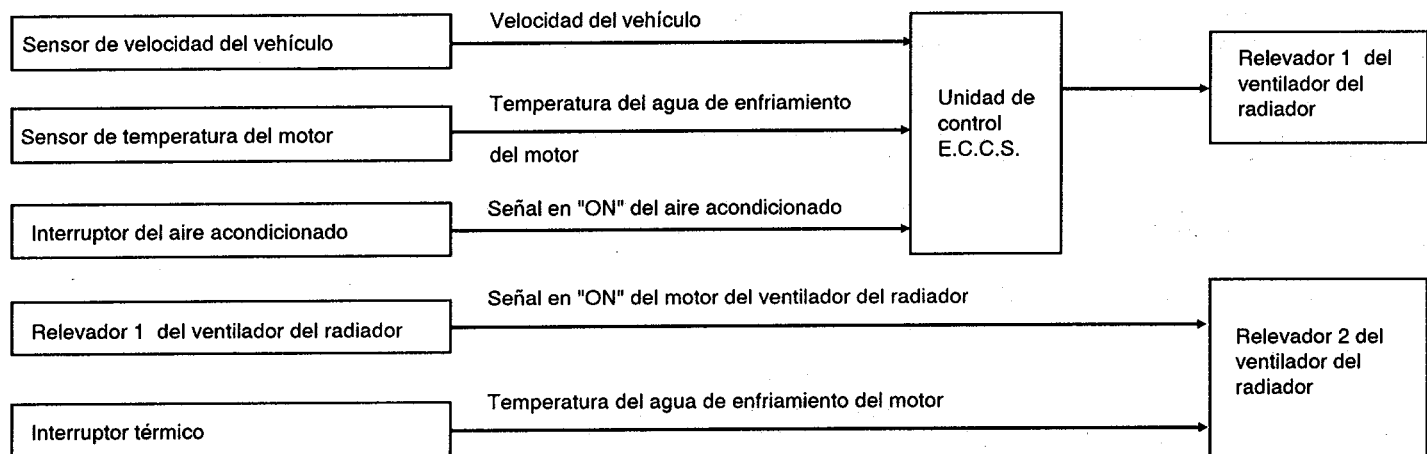 Velocidad del vehículo
Sensor de velocidad del vehículo
Relevador 1 del
ventilador del
radiador
Temperatura del agua de enfriamiento
Sensor de temperatura del motor
del motor
Unidad de
control
E.C.C.S.
Señal en "ON" del aire acondicionado
Interruptor del aire acondicionado
Señal en "ON" del motor del ventilador del radiador
Relevador 1 del ventilador del radiador
Relevador 2 del
ventilador del
radiador
Temperatura del agua de enfriamiento del motor
Interruptor térmico